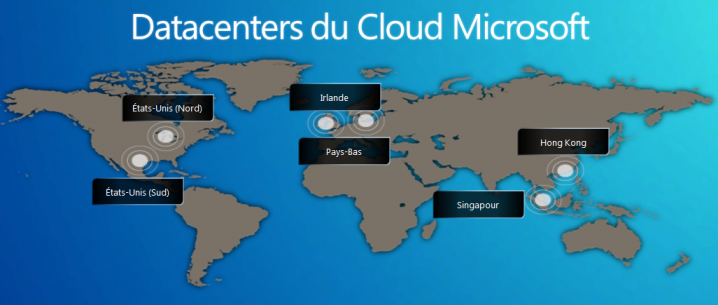 Datacenters du Cloud Microsoft
Irlande
États-Unis (Nord)
Hong Kong
Pays-Bas
États-Unis (Sud)
Singapour